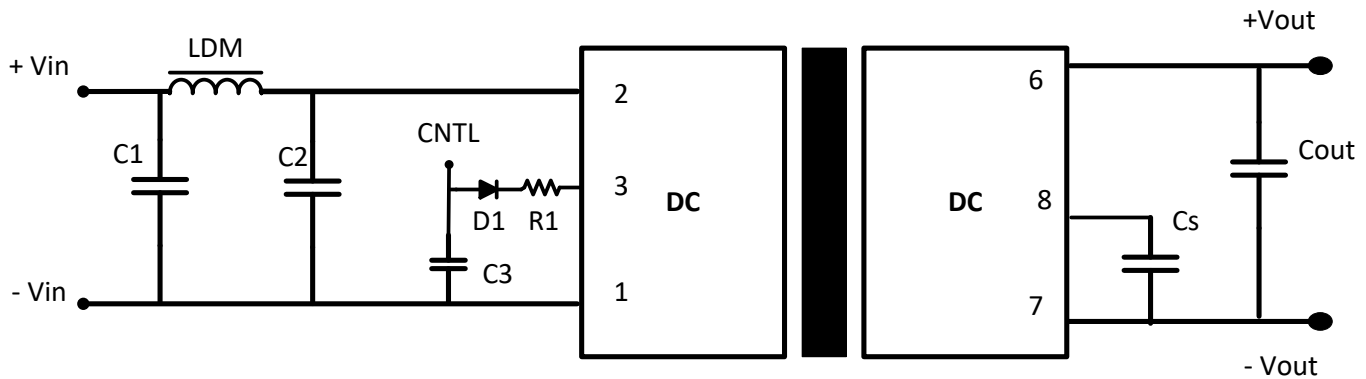 +Vout
LDM
+ Vin
6
2
CNTL
C1
C2
Cout
3
DC
DC
8
D1
R1
Cs
C3
- Vin
1
7
- Vout